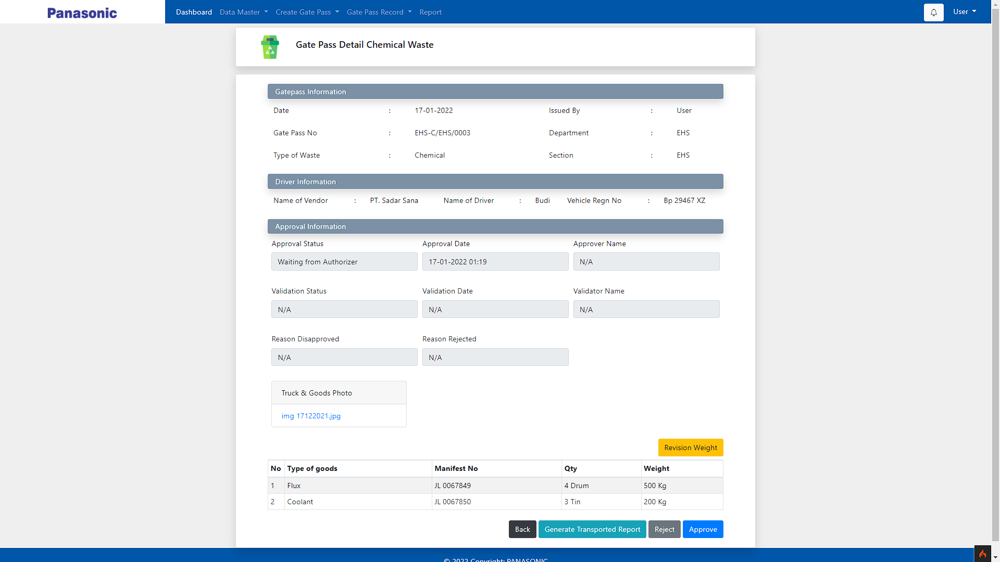 Panasonic
Dashboard Data Master Create Gate Pass Gate Pass Record Report User
Gate Pass Detail Chemical Waste
Gatepass Information
Date : 17-01-2022 Issued By : User
Gate Pass No : EHS-C/EHS/0003 Department : EHS
Type of Waste : Chemical Section : EHS
Driver Information
Name of Vendor : PT. Sadar Sana Name of Driver : Budi Vehicle Regn No : Bp 29467 XZ
Approval Information
Approval Status Approval Date Approver Name
Waiting from Authorizer 17-01-2022 01:19 N/A
Validation Status Validation Date Validator Name
N/A N/A N/A
Reason Disapproved Reason Rejected
N/A N/A
Truck & Goods Photo
img 17122021.jpg
Revision Weight
No Type of goods Manifest No Qty Weight
1 Flux JL 0067849 4 Drum 500 Kg
2 Coolant JL 0067850 3 Tin 200 Kg
Back Generate Transported Report Reject Approve
© 2022 Copyright: PANASONIC